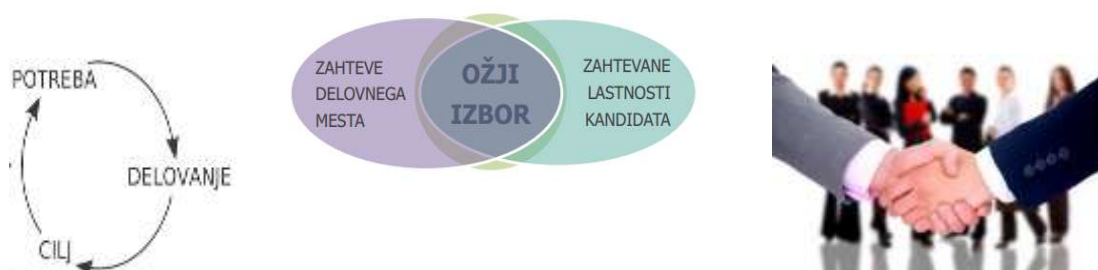 POTREBA
DELOVANJE
CILJ
ZAHTEVE
DELOVNEGA
MESTA
OŽJI
IZBOR
ZAHTEVANE
LASTNOSTI
KANDIDATA